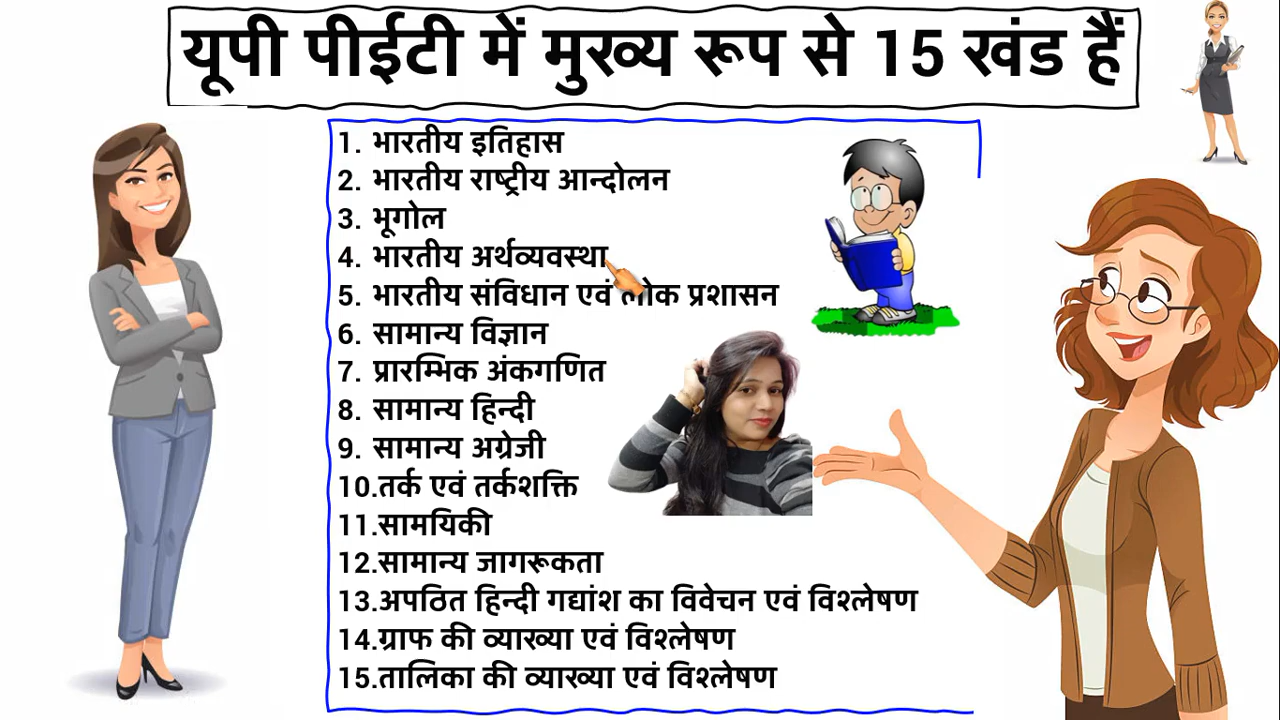 यूपी पीईटी में मुख्य रूप से 15 खंड हैं
1. भारतीय इतिहास
2. भारतीय राष्ट्रीय आन्दोलन
3. भूगोल
4. भारतीय अर्थव्यवस्था
5. भारतीय संविधान एवं लोक प्रशासन
6. सामान्य विज्ञान
7. प्रारम्भिक अंकगणित
8. सामान्य हिन्दी
9. सामान्य अग्रेजी
10.तर्क एवं तर्कशक्ति
11.सामयिकी
12.सामान्य जागरूकता
13.अपठित हिन्दी गद्यांश का विवेचन एवं विश्लेषण
14.ग्राफ की व्याख्या एवं विश्लेषण
15.तालिका की व्याख्या एवं विश्लेषण